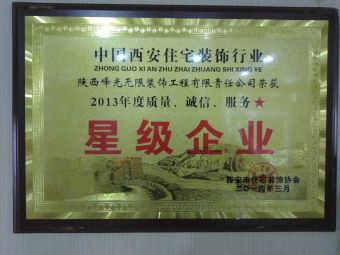 中国西安住宅装饰行业
ZHONG GUO XI AN ZHU ZHAI ZHUANG SHI XING YE
陕西峰光无限装饰工程有限责任公司荣获
2013年度质量、诚信、服务★
星级企业
西安市住宅装饰协会
二〇一四年三月